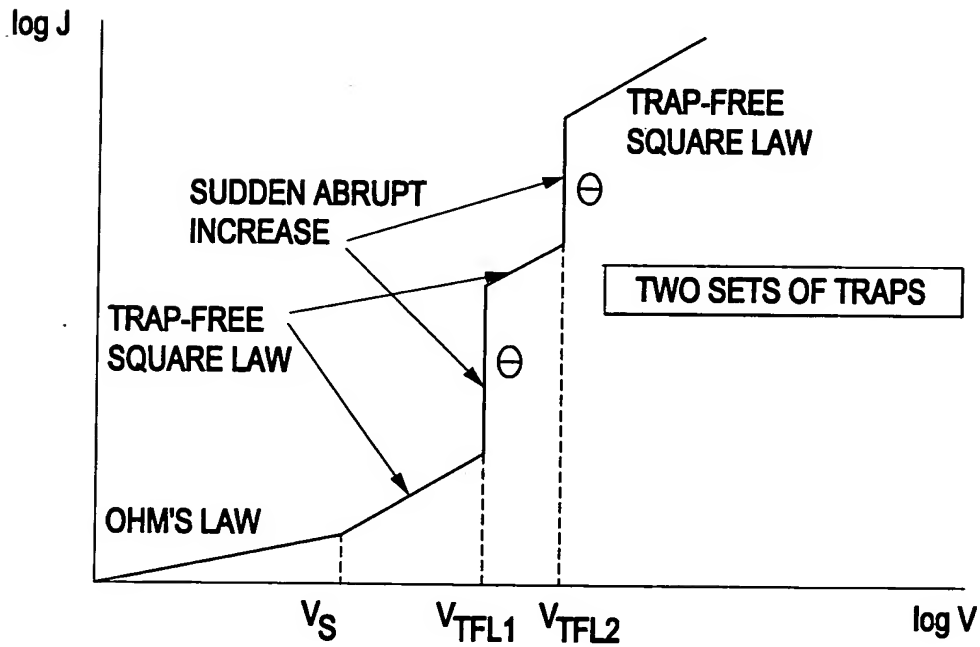 log J
TRAP-FREE
SQUARE LAW
SUDDEN ABRUPT
INCREASE
Θ
TWO SETS OF TRAPS
TRAP-FREE
SQUARE LAW
Θ
OHM'S LAW
V_S
V_TFL1
V_TFL2
log V